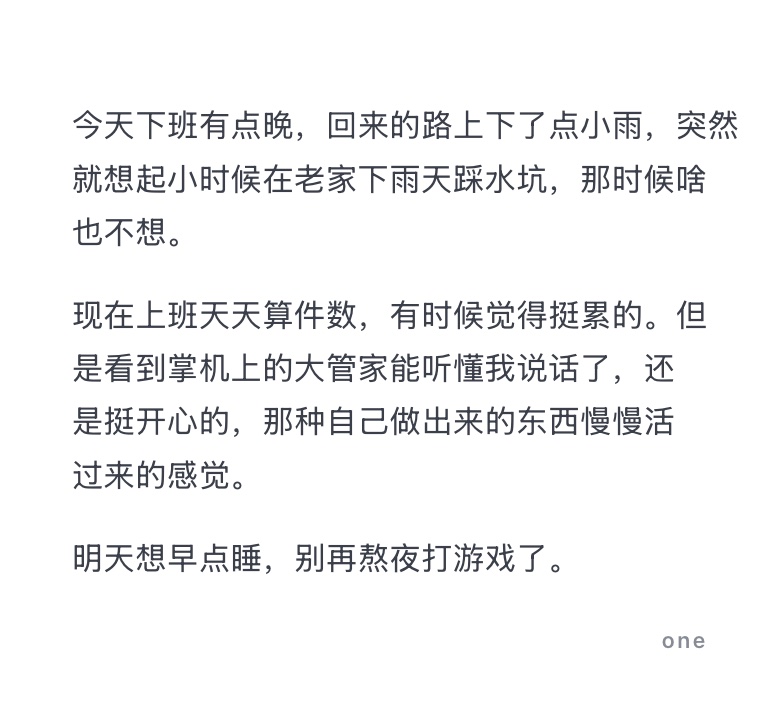 今天下班有点晚，回来的路上下了点小雨，突然
就想起小时候在老家下雨天踩水坑，那时候啥
也不想。
现在上班天天算件数，有时候觉得挺累的。但
是看到掌机上的大管家能听懂我说话了，还
是挺开心的，那种自己做出来的东西慢慢活
过来的感觉。
明天想早点睡，别再熬夜打游戏了。
one